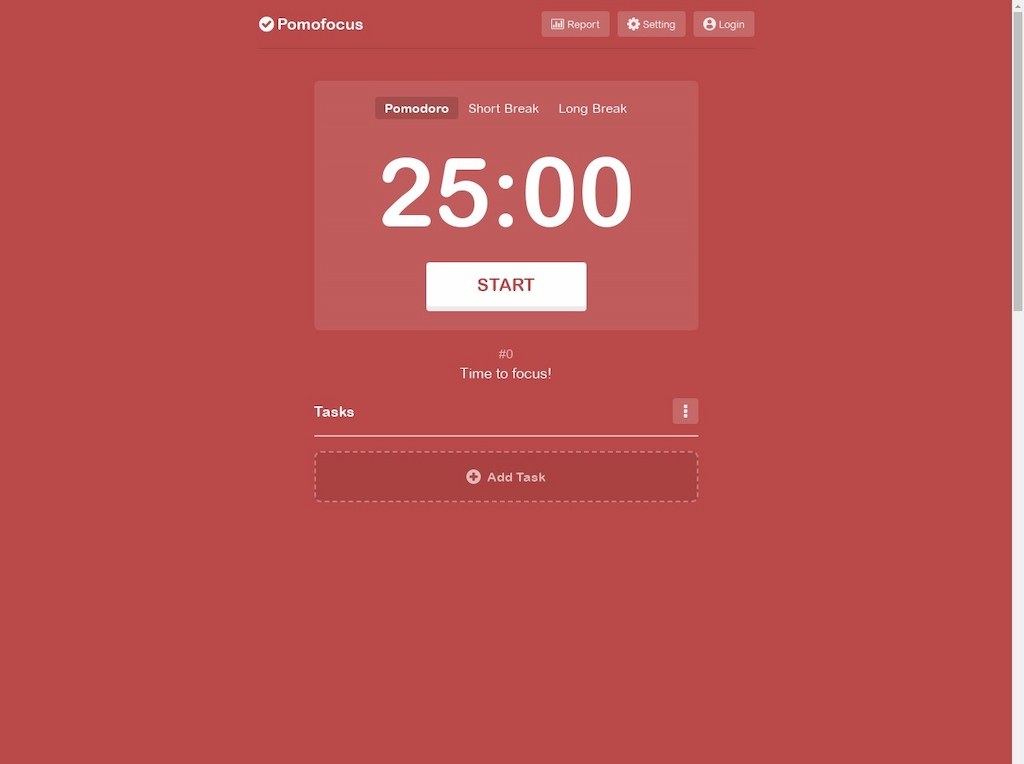 Pomofocus
Report
Setting
Login
Pomodoro Short Break Long Break
25:00
START
#0
Time to focus!
Tasks
Add Task